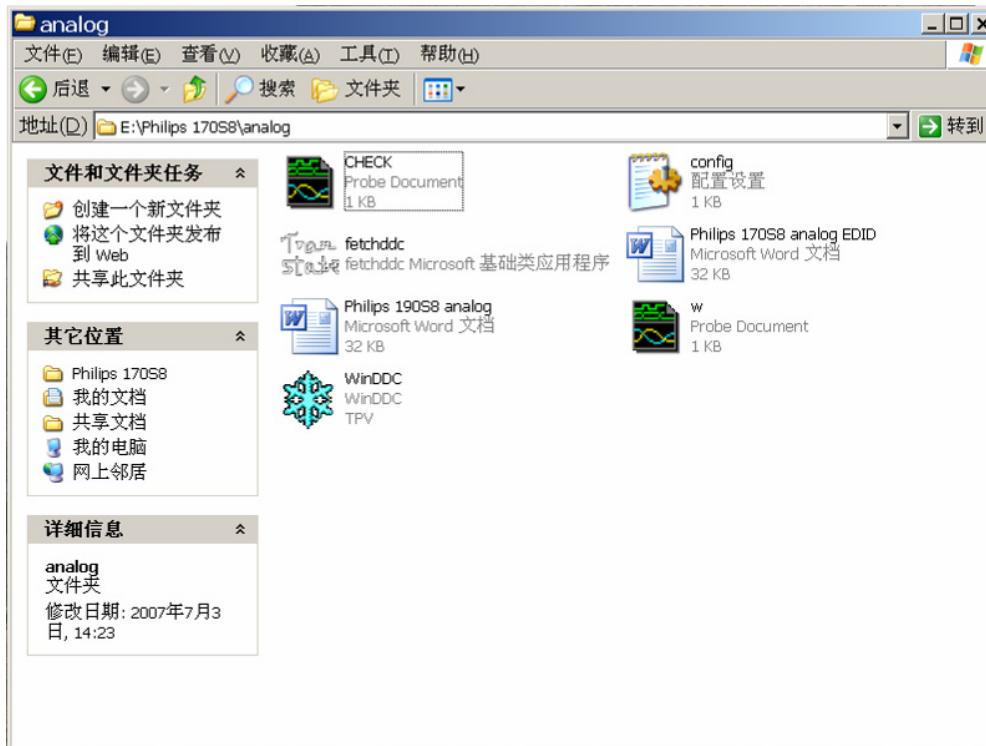 analog
文件(F) 编辑(E) 查看(V) 收藏(A) 工具(T) 帮助(H)
后退 搜索 文件夹
地址(D) E:\Philips 170S8\analog 转到
文件和文件夹任务
创建一个新文件夹
将这个文件夹发布
到 Web
共享此文件夹
其它位置
Philips 170S8
我的文档
共享文档
我的电脑
网上邻居
详细信息
analog
文件夹
修改日期: 2007年7月3
日, 14:23
CHECK
Probe Document
1 KB
config
配置设置
1 KB
fetchddc
fetchddc Microsoft 基础类应用程序
Philips 170S8 analog EDID
Microsoft Word 文档
32 KB
Philips 190S8 analog
Microsoft Word 文档
32 KB
w
Probe Document
1 KB
WinDDC
WinDDC
TPV